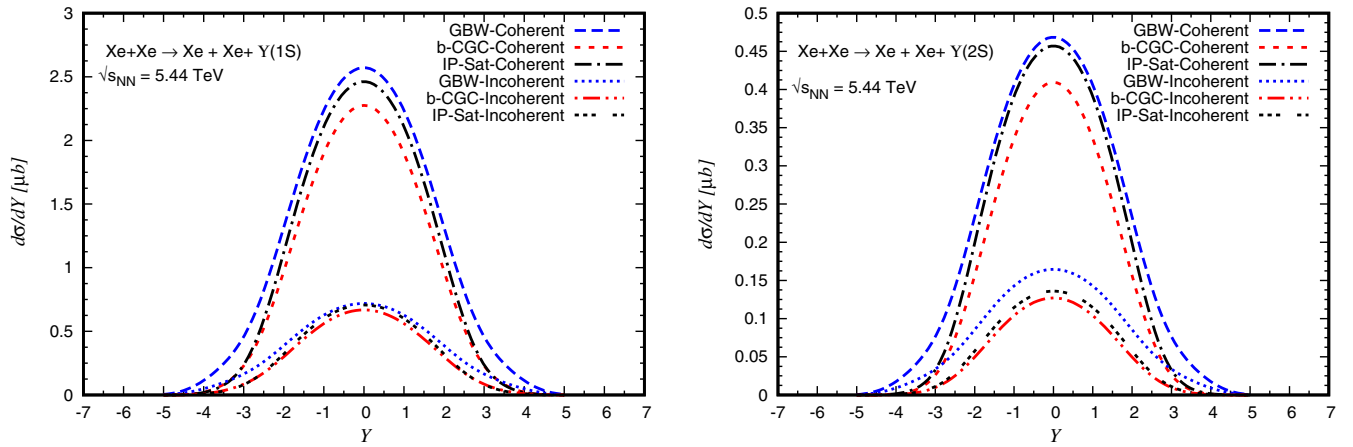 Xe+Xe → Xe + Xe+ Υ(1S)
√sNN = 5.44 TeV
GBW-Coherent
b-CGC-Coherent
IP-Sat-Coherent
GBW-Incoherent
b-CGC-Incoherent
IP-Sat-Incoherent
dσ/dY [μb]
3
2.5
2
1.5
1
0.5
0
-7 -6 -5 -4 -3 -2 -1 0 1 2 3 4 5 6 7
Y
Xe+Xe → Xe + Xe+ Υ(2S)
√sNN = 5.44 TeV
GBW-Coherent
b-CGC-Coherent
IP-Sat-Coherent
GBW-Incoherent
b-CGC-Incoherent
IP-Sat-Incoherent
dσ/dY [μb]
0.5
0.45
0.4
0.35
0.3
0.25
0.2
0.15
0.1
0.05
0
-7 -6 -5 -4 -3 -2 -1 0 1 2 3 4 5 6 7
Y